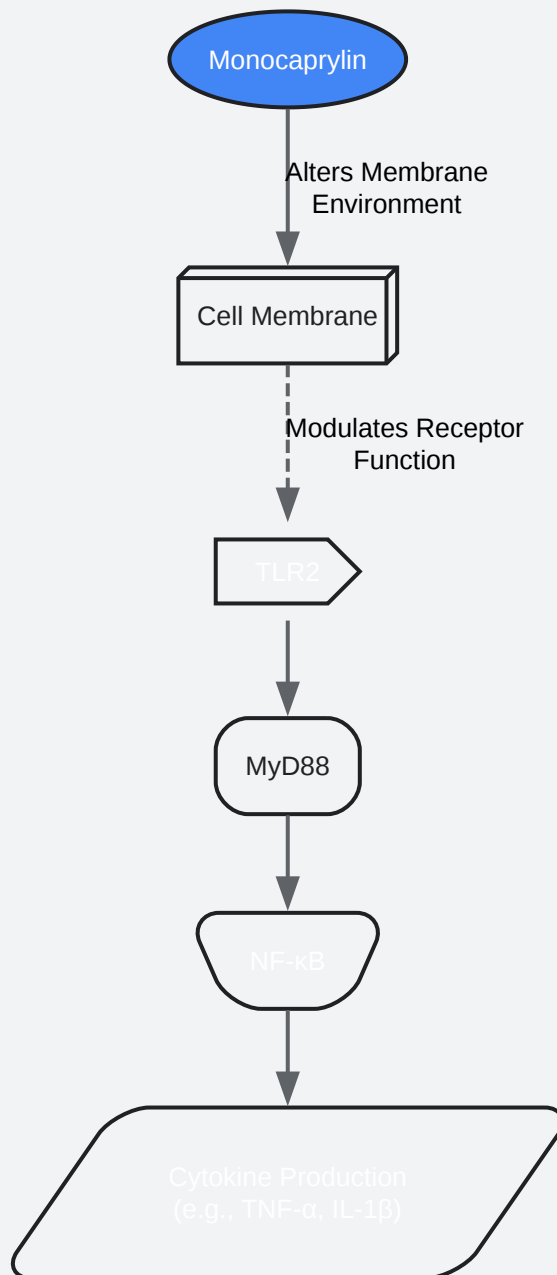 Monocaprylin
Alters Membrane
Environment
Cell Membrane
Modulates Receptor
Function
TLR2
MyD88
NF-κB
Cytokine Production
(e.g., TNF-α, IL-1β)